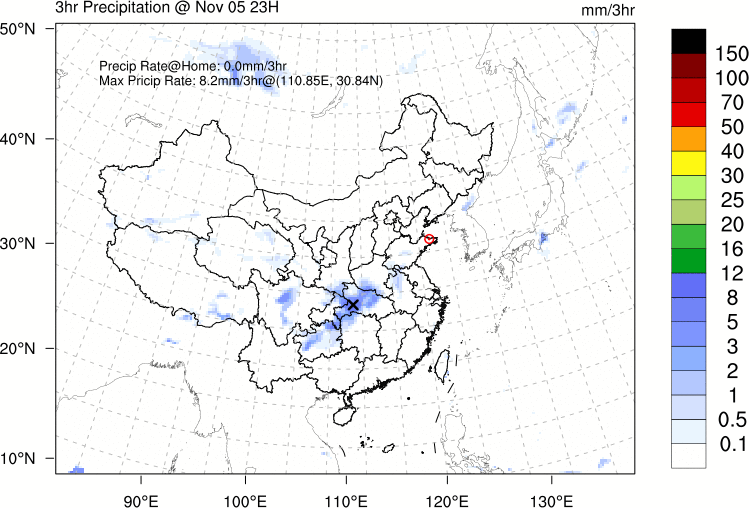 3hr Precipitation @ Nov 05 23H
mm/3hr
Precip Rate@Home: 0.0mm/3hr
Max Pricip Rate: 8.2mm/3hr@(110.85E, 30.84N)
50°N
40°N
30°N
20°N
10°N
90°E
100°E
110°E
120°E
130°E
150
100
70
50
40
30
25
20
16
12
8
5
3
2
1
0.5
0.1